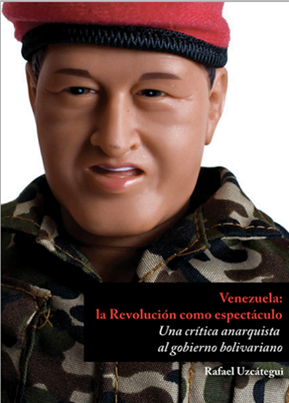 Venezuela:
la Revolución como espectáculo
Una crítica anarquista
al gobierno bolivariano
Rafael Uzcátegui